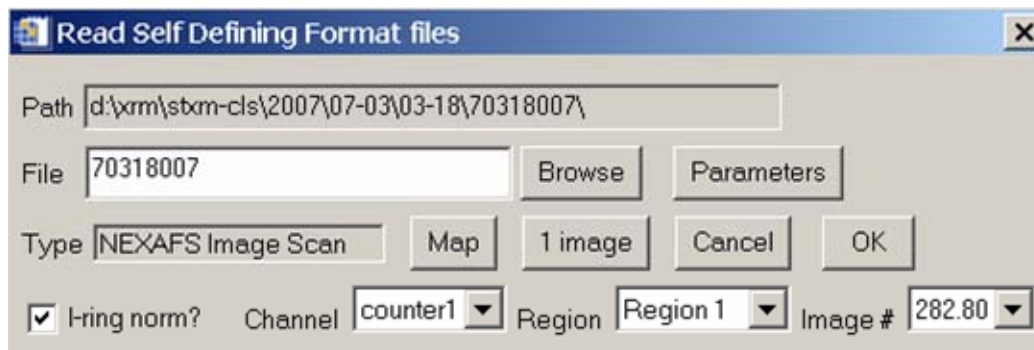 Read Self Defining Format files
Path d:\xrm\stxm-cls\2007\07-03\03-18\70318007\
File 70318007 Browse Parameters
Type NEXAFS Image Scan Map 1 image Cancel OK
I-ring norm? Channel counter1 Region Region 1 Image # 282.80